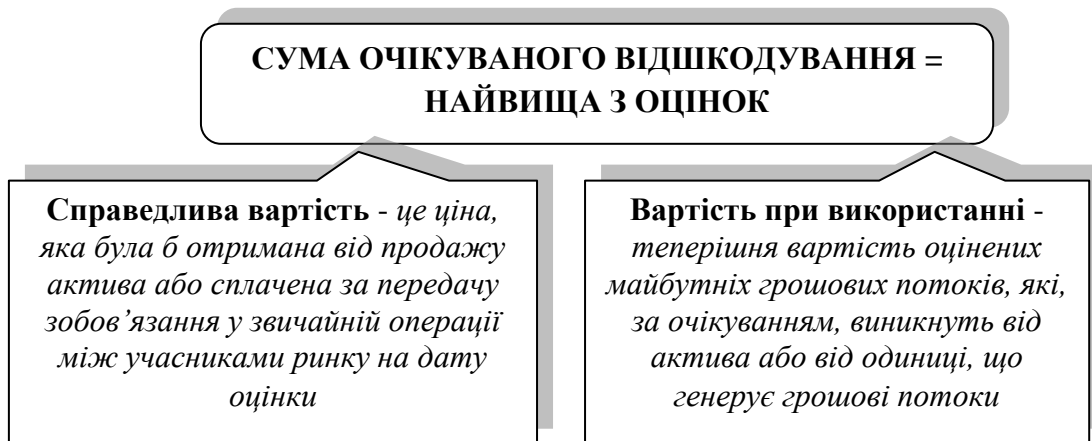 СУМА ОЧІКУВАНОГО ВІДШКОДУВАННЯ =
НАЙВИЩА З ОЦІНОК
Справедлива вартість - це ціна,
яка була б отримана від продажу
актива або сплачена за передачу
зобов’язання у звичайній операції
між учасниками ринку на дату
оцінки
Вартість при використанні -
теперішня вартість оцінених
майбутніх грошових потоків, які,
за очікуванням, виникнуть від
актива або від одиниці, що
генерує грошові потоки